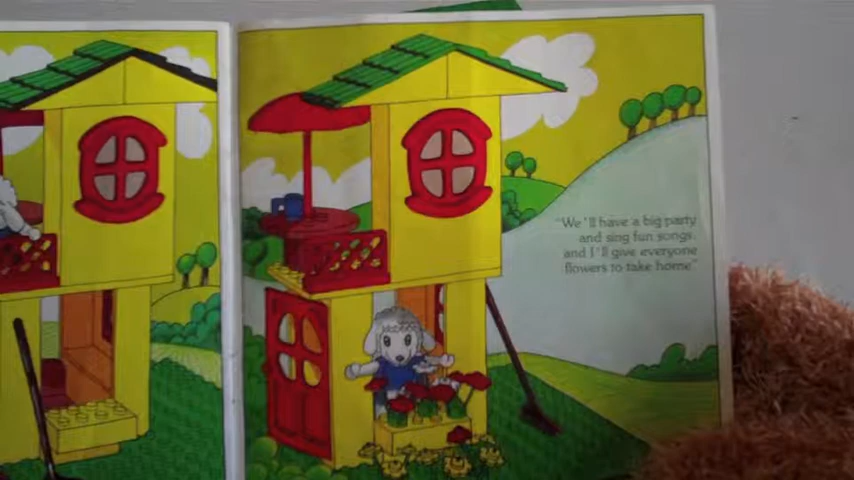 "We'll have a big party
and sing fun songs.
and I'll give everyone
flowers to take home"